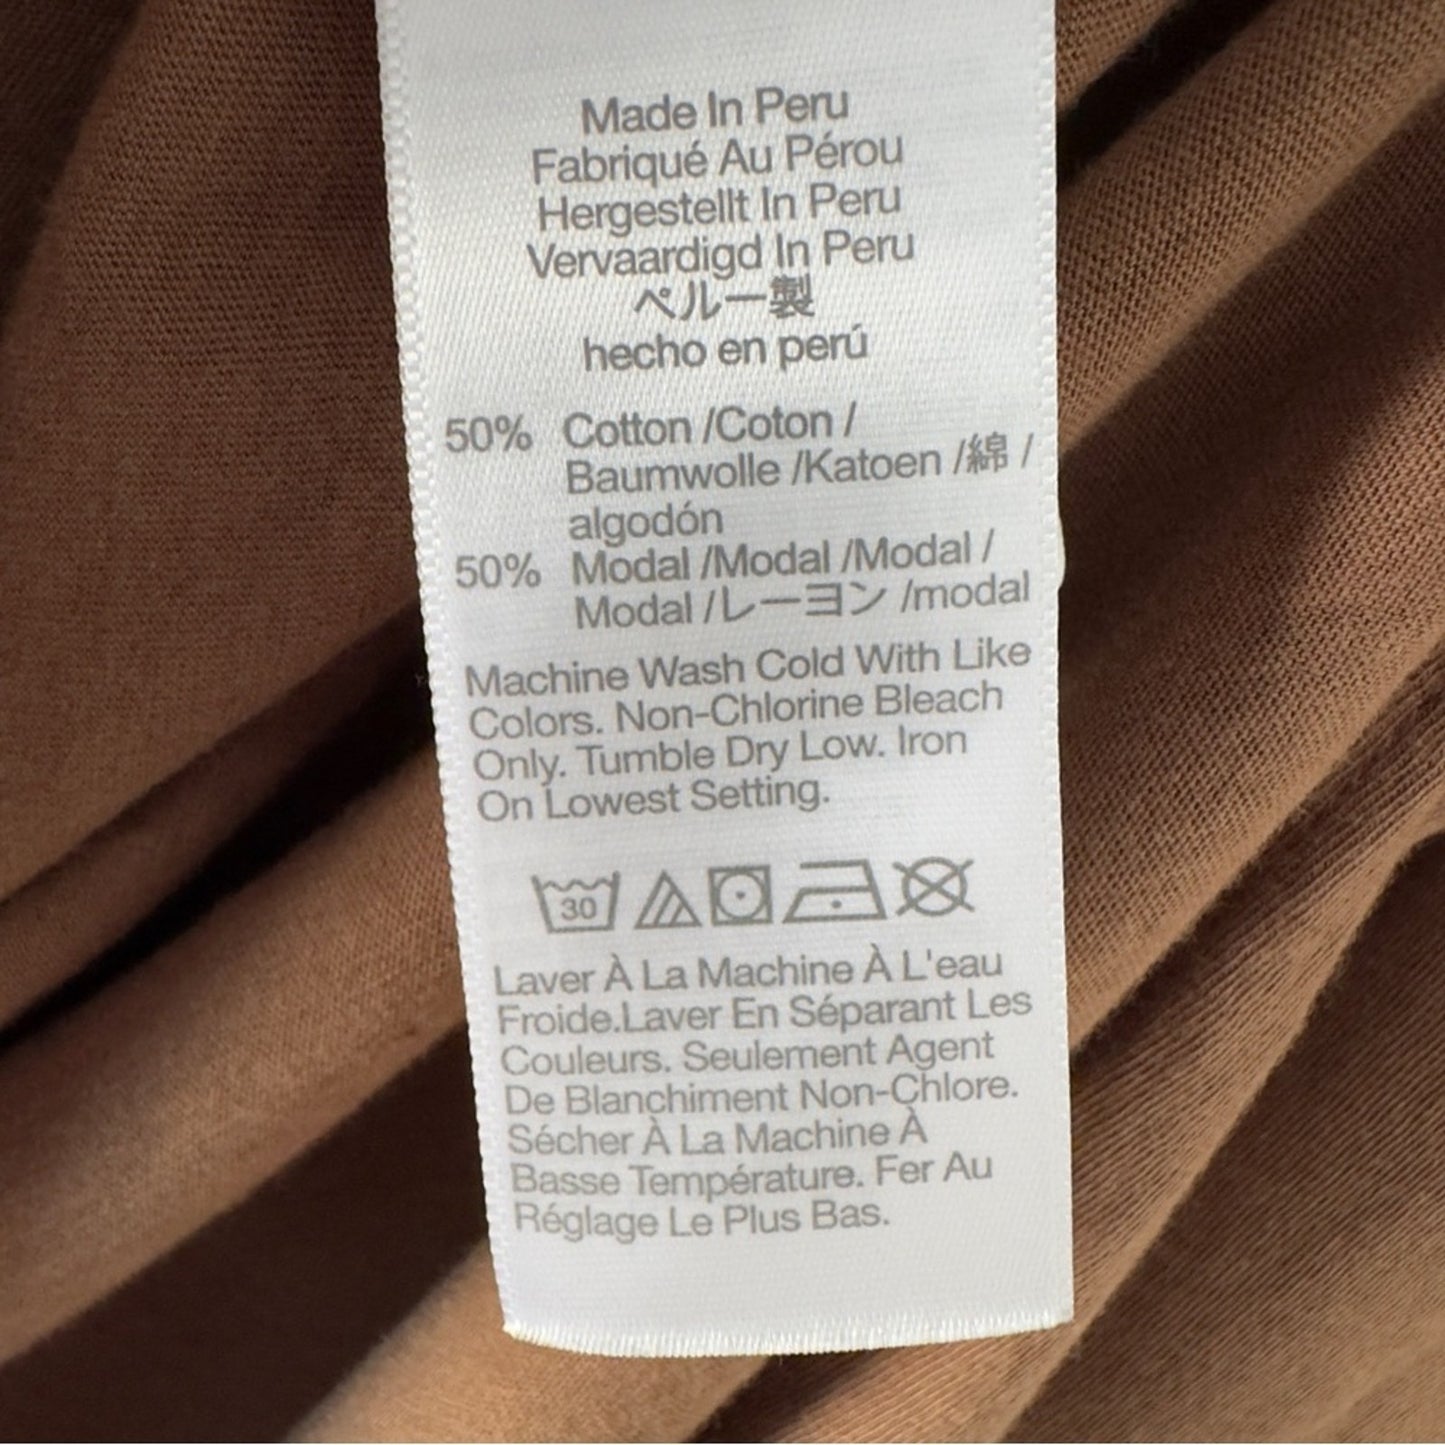 Made In Peru
Fabriqué Au Pérou
Hergestellt In Peru
Vervaardigd In Peru
ペルー製
hecho en perú
50% Cotton /Coton /
Baumwolle /Katoen /綿 /
algodón
50% Modal /Modal /Modal /
Modal /レーヨン /modal
Machine Wash Cold With Like
Colors. Non-Chlorine Bleach
Only. Tumble Dry Low. Iron
On Lowest Setting.
30
Laver À La Machine À L'eau
Froide.Laver En Séparant Les
Couleurs. Seulement Agent
De Blanchiment Non-Chlore.
Sécher À La Machine À
Basse Température. Fer Au
Réglage Le Plus Bas.